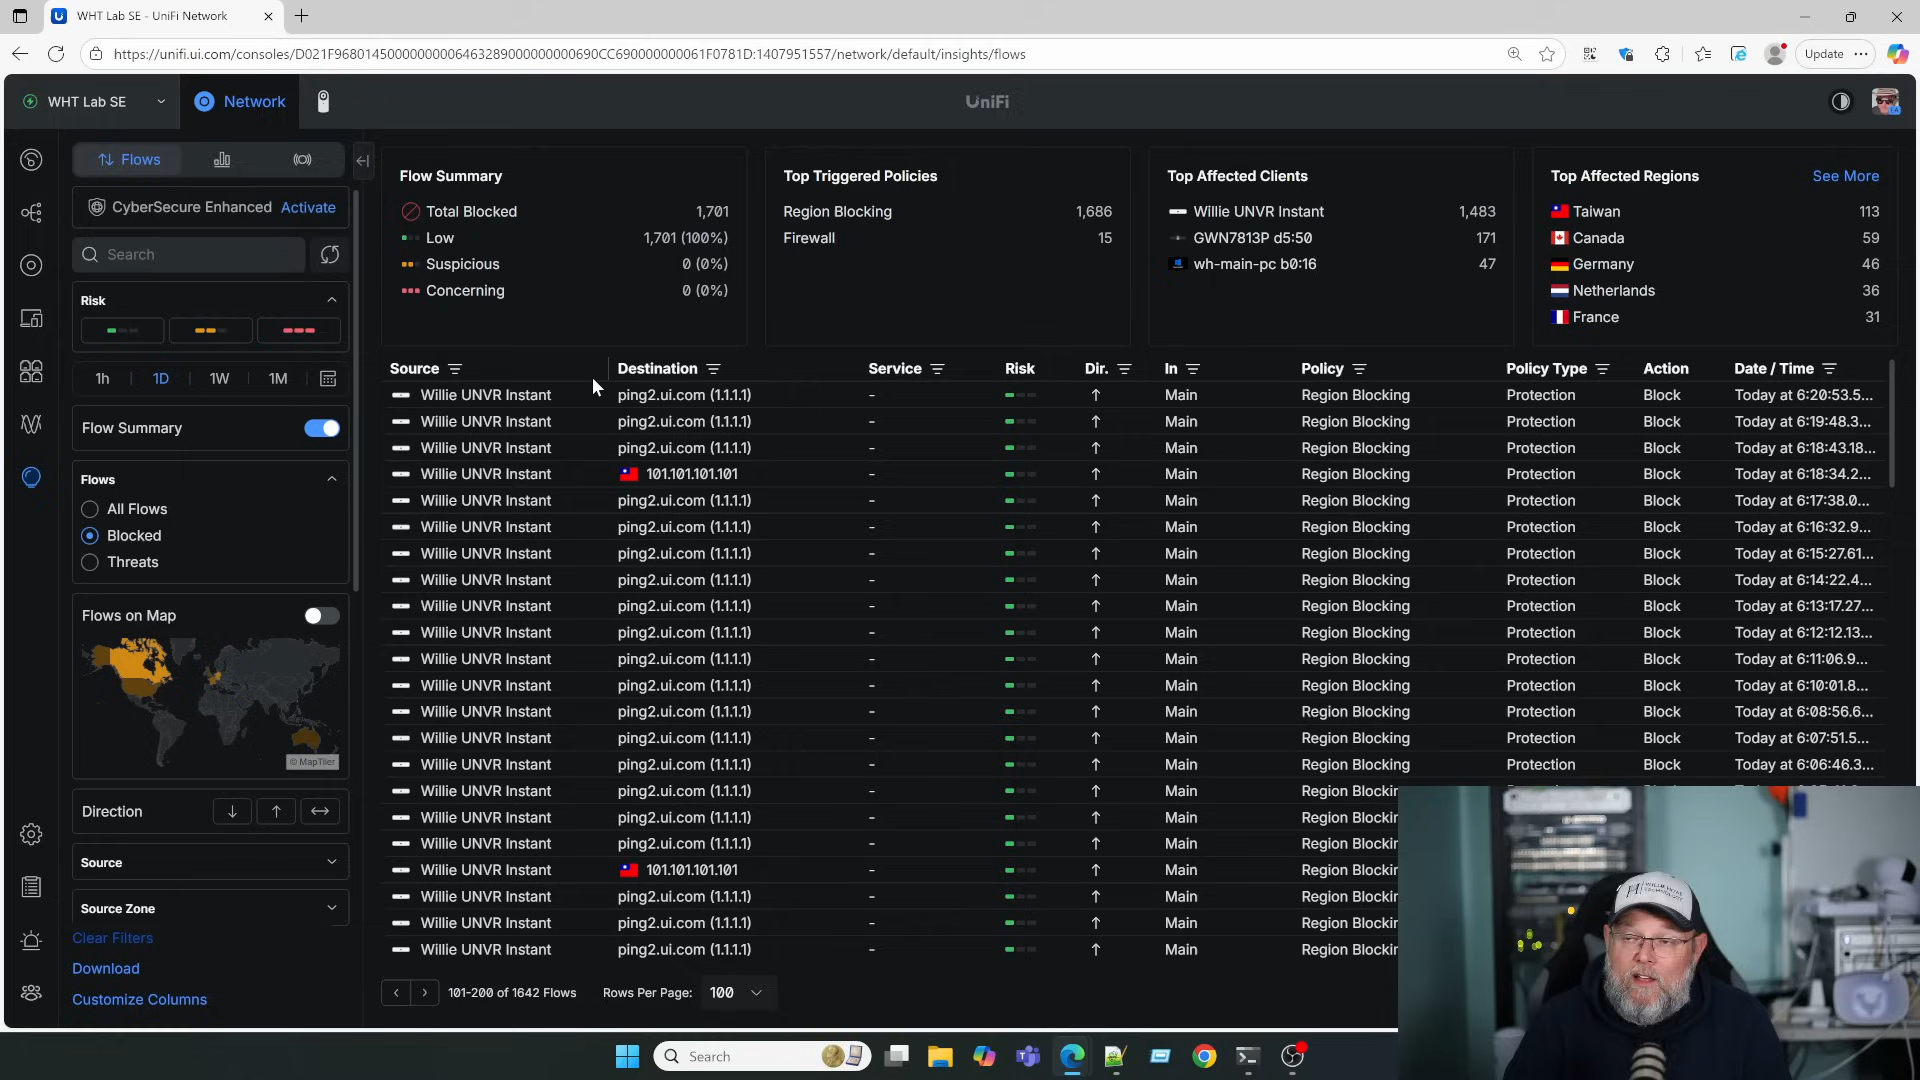 WHT Lab SE - UniFi Network
https://unifi.ui.com/consoles/D021F96801450000000006463289000000000690CC690000000061F0781D:1407951557/network/default/insights/flows
Update
WHT Lab SE
Network
UniFi
Flows
CyberSecure Enhanced Activate
Search
Risk
1h 1D 1W 1M
Flow Summary
Flows
All Flows
Blocked
Threats
Flows on Map
© MapTiler
Direction
Source
Source Zone
Clear Filters
Download
Customize Columns
Flow Summary
Total Blocked 1,701
Low 1,701 (100%)
Suspicious 0 (0%)
Concerning 0 (0%)
Top Triggered Policies
Region Blocking 1,686
Firewall 15
Top Affected Clients
Willie UNVR Instant 1,483
GWN7813P d5:50 171
wh-main-pc b0:16 47
Top Affected Regions See More
Taiwan 113
Canada 59
Germany 46
Netherlands 36
France 31
Source Destination Service Risk Dir. In Policy Policy Type Action Date / Time
Willie UNVR Instant ping2.ui.com (1.1.1.1) - Main Region Blocking Protection Block Today at 6:20:53.5...
Willie UNVR Instant ping2.ui.com (1.1.1.1) - Main Region Blocking Protection Block Today at 6:19:48.3...
Willie UNVR Instant ping2.ui.com (1.1.1.1) - Main Region Blocking Protection Block Today at 6:18:43.18...
Willie UNVR Instant 101.101.101.101 - Main Region Blocking Protection Block Today at 6:18:34.2...
Willie UNVR Instant ping2.ui.com (1.1.1.1) - Main Region Blocking Protection Block Today at 6:17:38.0...
Willie UNVR Instant ping2.ui.com (1.1.1.1) - Main Region Blocking Protection Block Today at 6:16:32.9...
Willie UNVR Instant ping2.ui.com (1.1.1.1) - Main Region Blocking Protection Block Today at 6:15:27.61...
Willie UNVR Instant ping2.ui.com (1.1.1.1) - Main Region Blocking Protection Block Today at 6:14:22.4...
Willie UNVR Instant ping2.ui.com (1.1.1.1) - Main Region Blocking Protection Block Today at 6:13:17.27...
Willie UNVR Instant ping2.ui.com (1.1.1.1) - Main Region Blocking Protection Block Today at 6:12:12.13...
Willie UNVR Instant ping2.ui.com (1.1.1.1) - Main Region Blocking Protection Block Today at 6:11:06.9...
Willie UNVR Instant ping2.ui.com (1.1.1.1) - Main Region Blocking Protection Block Today at 6:10:01.8...
Willie UNVR Instant ping2.ui.com (1.1.1.1) - Main Region Blocking Protection Block Today at 6:08:56.6...
Willie UNVR Instant ping2.ui.com (1.1.1.1) - Main Region Blocking Protection Block Today at 6:07:51.5...
Willie UNVR Instant ping2.ui.com (1.1.1.1) - Main Region Blocking Protection Block Today at 6:06:46.3...
Willie UNVR Instant ping2.ui.com (1.1.1.1) - Main Region Blockin
Willie UNVR Instant ping2.ui.com (1.1.1.1) - Main Region Blockin
Willie UNVR Instant ping2.ui.com (1.1.1.1) - Main Region Blockin
Willie UNVR Instant 101.101.101.101 - Main Region Blockin
Willie UNVR Instant ping2.ui.com (1.1.1.1) - Main Region Blockin
Willie UNVR Instant ping2.ui.com (1.1.1.1) - Main Region Blockin
Willie UNVR Instant ping2.ui.com (1.1.1.1) - Main Region Blockin
101-200 of 1642 Flows Rows Per Page: 100
Search